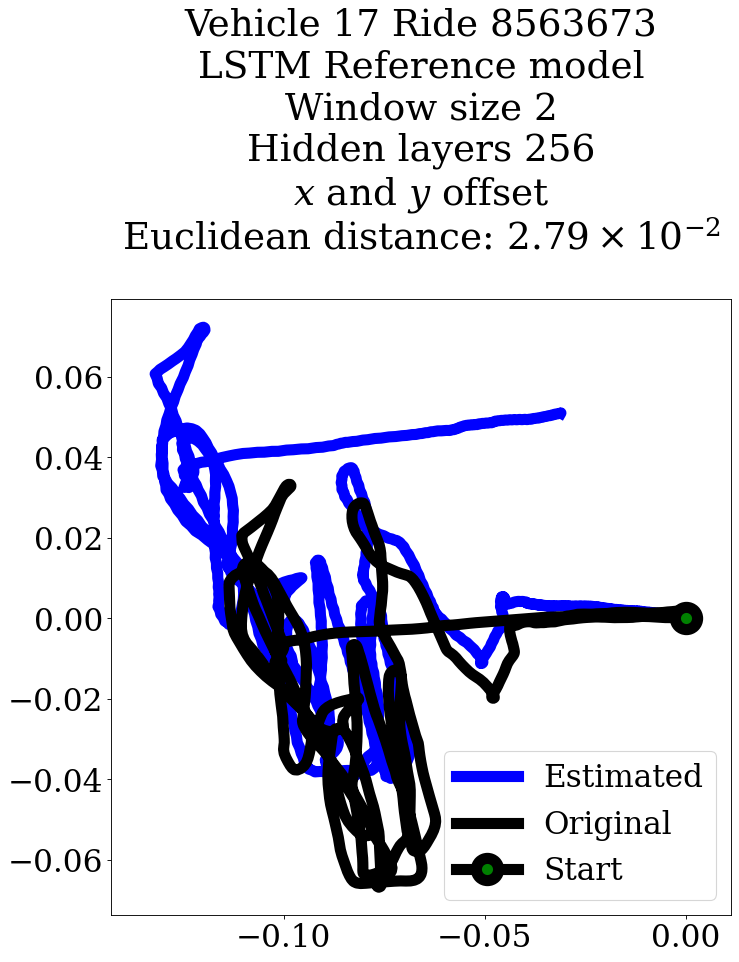 Vehicle 17 Ride 8563673
LSTM Reference model
Window size 2
Hidden layers 256
x and y offset
Euclidean distance: 2.79 × 10⁻²
0.06
0.04
0.02
0.00
−0.02
−0.04
−0.06
Estimated
Original
Start
−0.10
−0.05
0.00